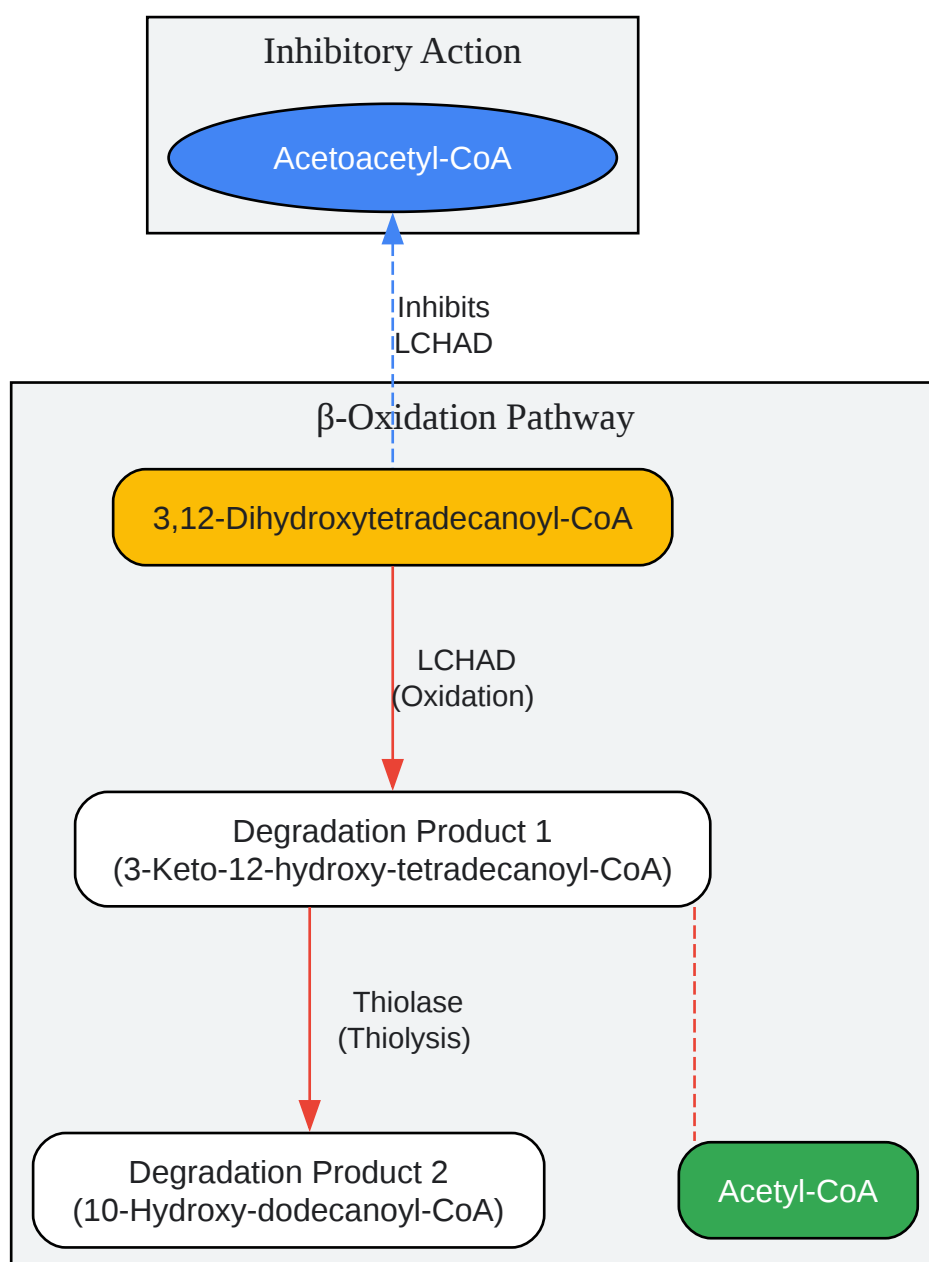 Inhibitory Action
Acetoacetyl-CoA
Inhibits
LCHAD
β-Oxidation Pathway
3,12-Dihydroxytetradecanoyl-CoA
LCHAD
(Oxidation)
Degradation Product 1
(3-Keto-12-hydroxy-tetradecanoyl-CoA)
Thiolase
(Thiolysis)
Degradation Product 2
(10-Hydroxy-dodecanoyl-CoA)
Acetyl-CoA